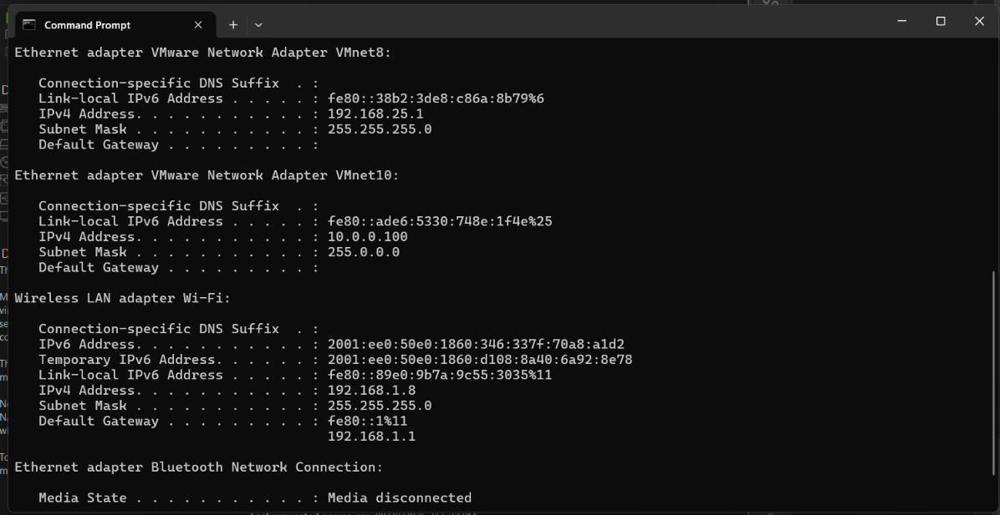 Command Prompt
Ethernet adapter VMware Network Adapter VMnet8:
Connection-specific DNS Suffix  . :
Link-local IPv6 Address . . . . . : fe80::38b2:3de8:c86a:8b79%6
IPv4 Address. . . . . . . . . . . : 192.168.25.1
Subnet Mask . . . . . . . . . . . : 255.255.255.0
Default Gateway . . . . . . . . . :
Ethernet adapter VMware Network Adapter VMnet10:
Connection-specific DNS Suffix  . :
Link-local IPv6 Address . . . . . : fe80::ade6:5330:748e:1f4e%25
IPv4 Address. . . . . . . . . . . : 10.0.0.100
Subnet Mask . . . . . . . . . . . : 255.0.0.0
Default Gateway . . . . . . . . . :
Wireless LAN adapter Wi-Fi:
Connection-specific DNS Suffix  . :
IPv6 Address. . . . . . . . . . . : 2001:ee0:50e0:1860:346:337f:70a8:a1d2
Temporary IPv6 Address. . . . . . : 2001:ee0:50e0:1860:d108:8a40:6a92:8e78
Link-local IPv6 Address . . . . . : fe80::89e0:9b7a:9c55:3035%11
IPv4 Address. . . . . . . . . . . : 192.168.1.8
Subnet Mask . . . . . . . . . . . : 255.255.255.0
Default Gateway . . . . . . . . . : fe80::1%11
192.168.1.1
Ethernet adapter Bluetooth Network Connection:
Media State . . . . . . . . . . . : Media disconnected